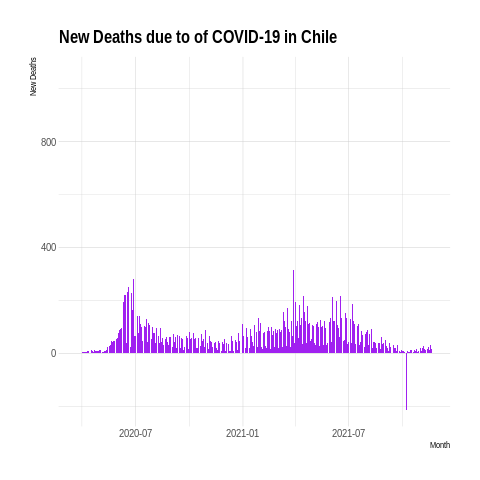 New Deaths due to of COVID-19 in Chile
New Deaths
800
400
0
2020-07 2021-01 2021-07
Month